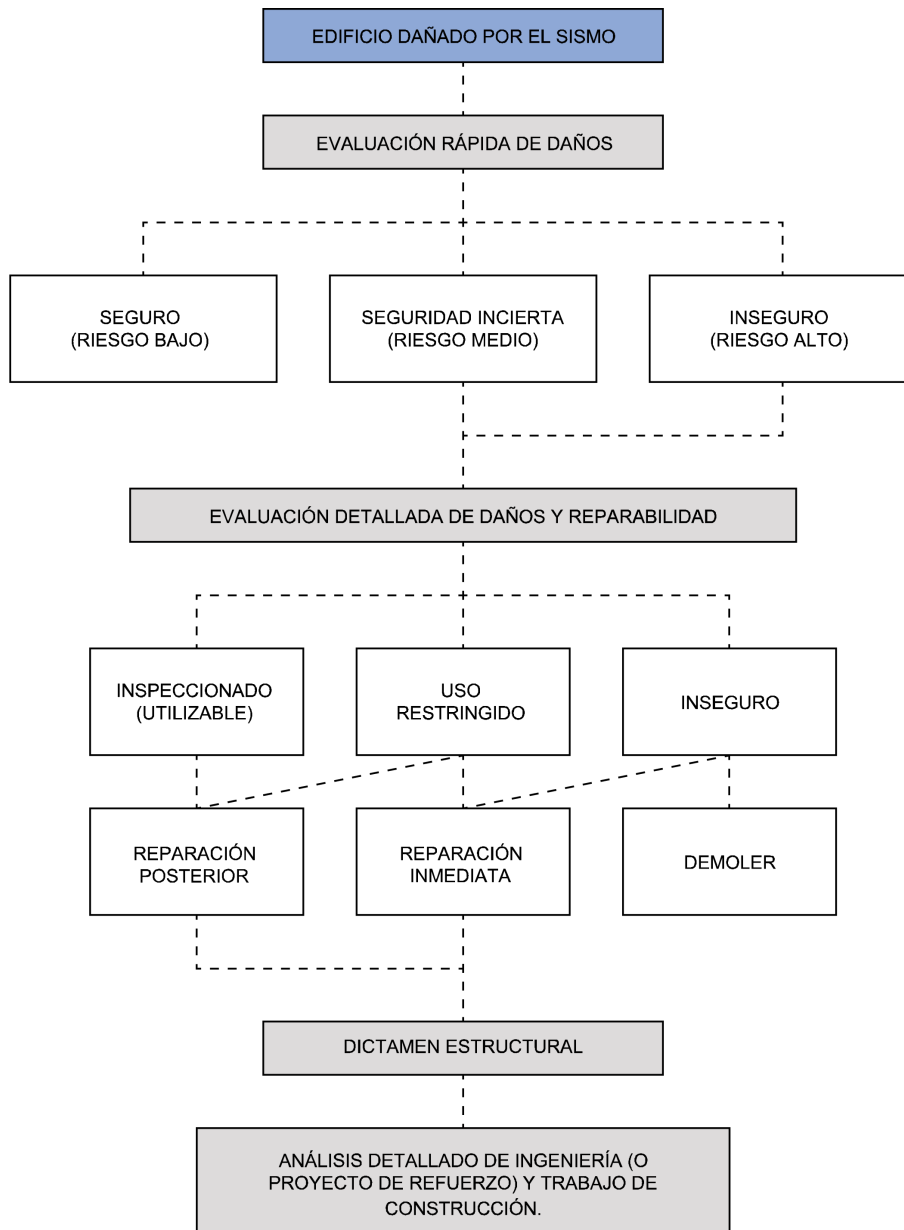 EDIFICIO DAÑADO POR EL SISMO
EVALUACIÓN RÁPIDA DE DAÑOS
SEGURO
(RIESGO BAJO)
SEGURIDAD INCIERTA
(RIESGO MEDIO)
INSEGURO
(RIESGO ALTO)
EVALUACIÓN DETALLADA DE DAÑOS Y REPARABILIDAD
INSPECCIONADO
(UTILIZABLE)
USO
RESTRINGIDO
INSEGURO
REPARACIÓN
POSTERIOR
REPARACIÓN
INMEDIATA
DEMOLER
DICTAMEN ESTRUCTURAL
ANÁLISIS DETALLADO DE INGENIERÍA (O
PROYECTO DE REFUERZO) Y TRABAJO DE
CONSTRUCCIÓN.